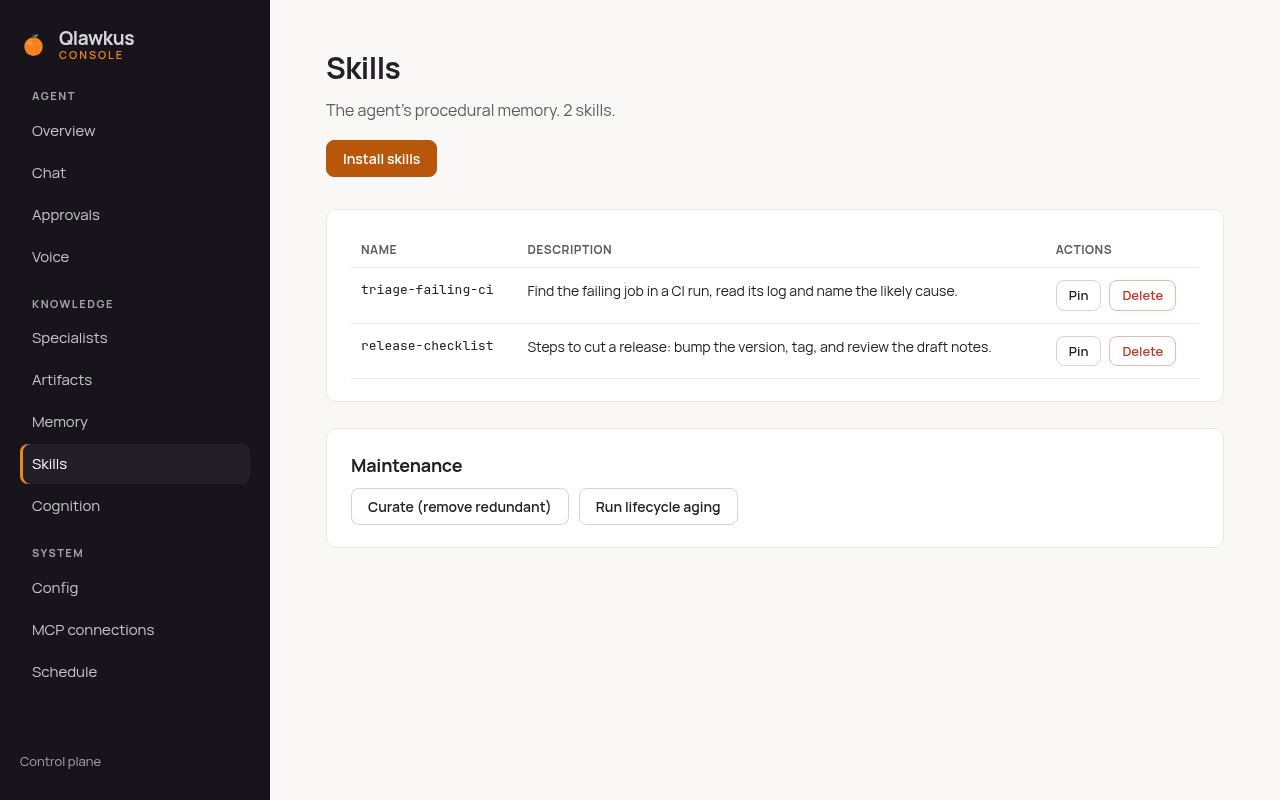 Qlawkus
CONSOLE
AGENT
Overview
Chat
Approvals
Voice
KNOWLEDGE
Specialists
Artifacts
Memory
Skills
Cognition
SYSTEM
Config
MCP connections
Schedule
Control plane
Skills
The agent's procedural memory. 2 skills.
Install skills
NAME DESCRIPTION ACTIONS
triage-failing-ci Find the failing job in a CI run, read its log and name the likely cause. Pin Delete
release-checklist Steps to cut a release: bump the version, tag, and review the draft notes. Pin Delete
Maintenance
Curate (remove redundant) Run lifecycle aging